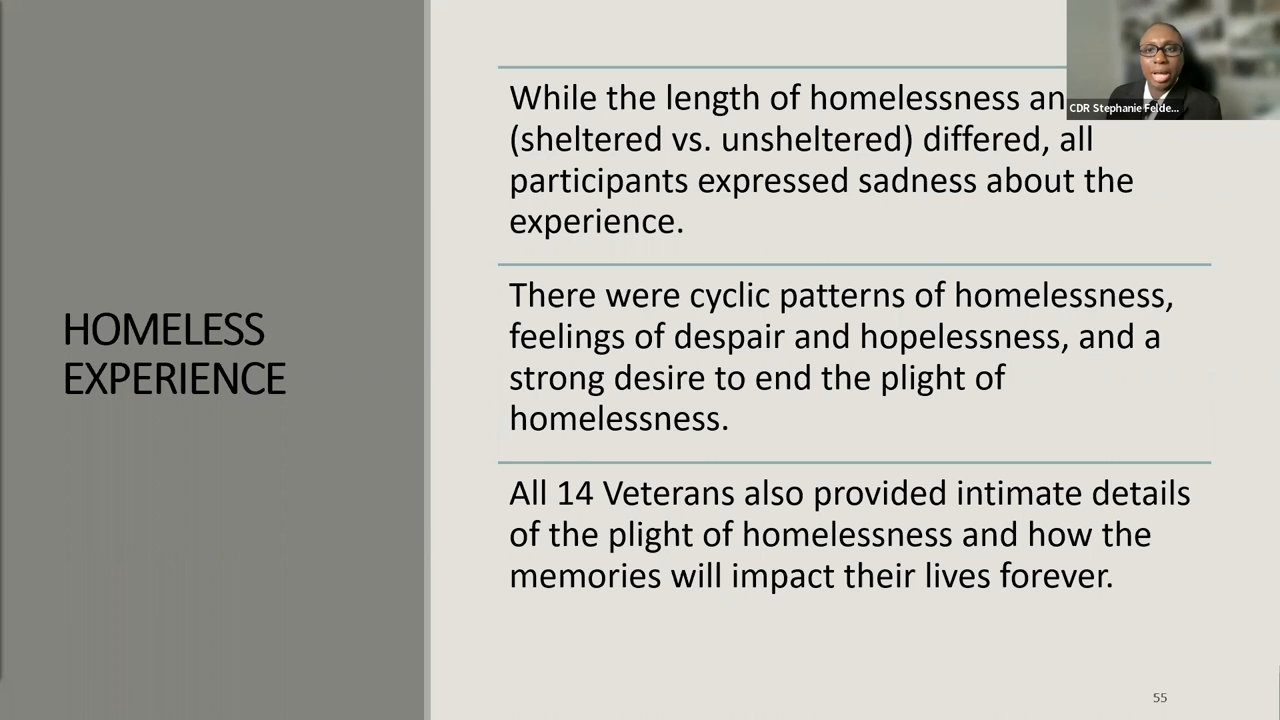 HOMELESS
EXPERIENCE
While the length of homelessness
(sheltered vs. unsheltered) differed, all
participants expressed sadness about the
experience.
There were cyclic patterns of homelessness,
feelings of despair and hopelessness, and a
strong desire to end the plight of
homelessness.
All 14 Veterans also provided intimate details
of the plight of homelessness and how the
memories will impact their lives forever.
CDR Stephanie Felde...
55